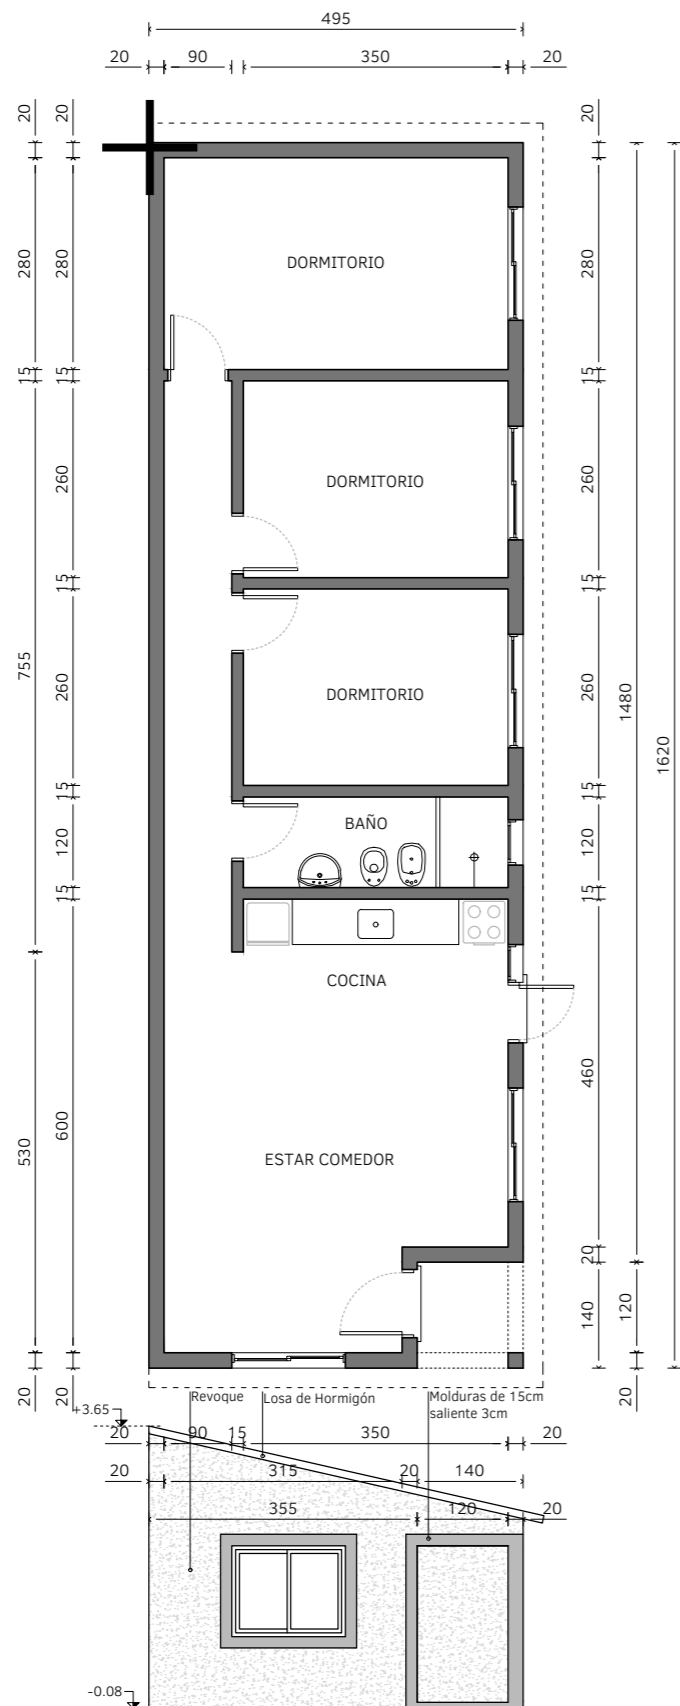 495
20 90 350 20
20 20 20
280 280 DORMITORIO 280
15 15 15
260 DORMITORIO 260
15 15
755 260 DORMITORIO 260 1480 1620
15 15
120 BAÑO 120
15 15
COCINA
530 600 ESTAR COMEDOR 460
20
140 120
20 20 20
+3.65 Revoque Losa de Hormigón Molduras de 15cm
saliente 3cm
20 90 15 350 20
20 315 20 140
355 120 20
-0.08